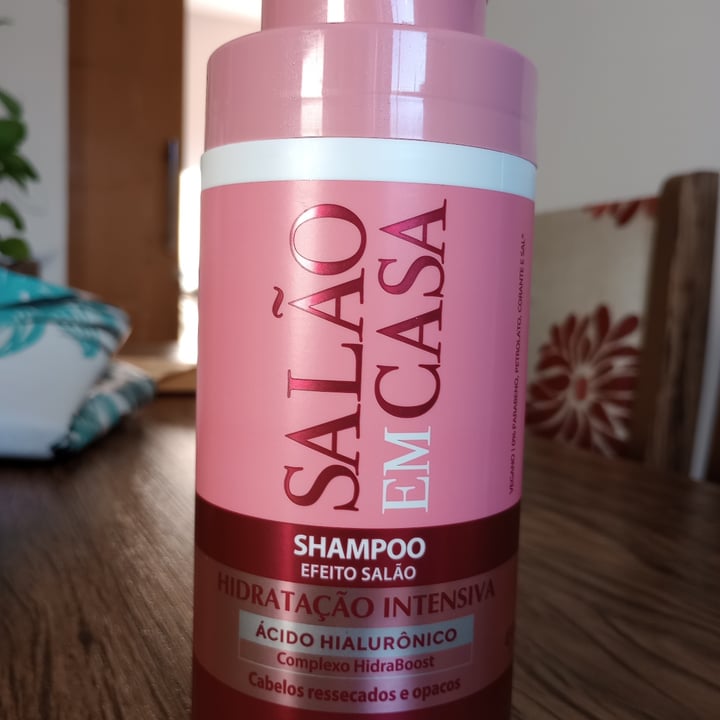 SALÃO
EM CASA
SHAMPOO
EFEITO SALÃO
HIDRATAÇÃO INTENSIVA
ÁCIDO HIALURÔNICO
Complexo HidraBoost
Cabelos ressecados e opacos
VEGANO | 0% PARABENO, PETROLATO, CORANTE E SAL*